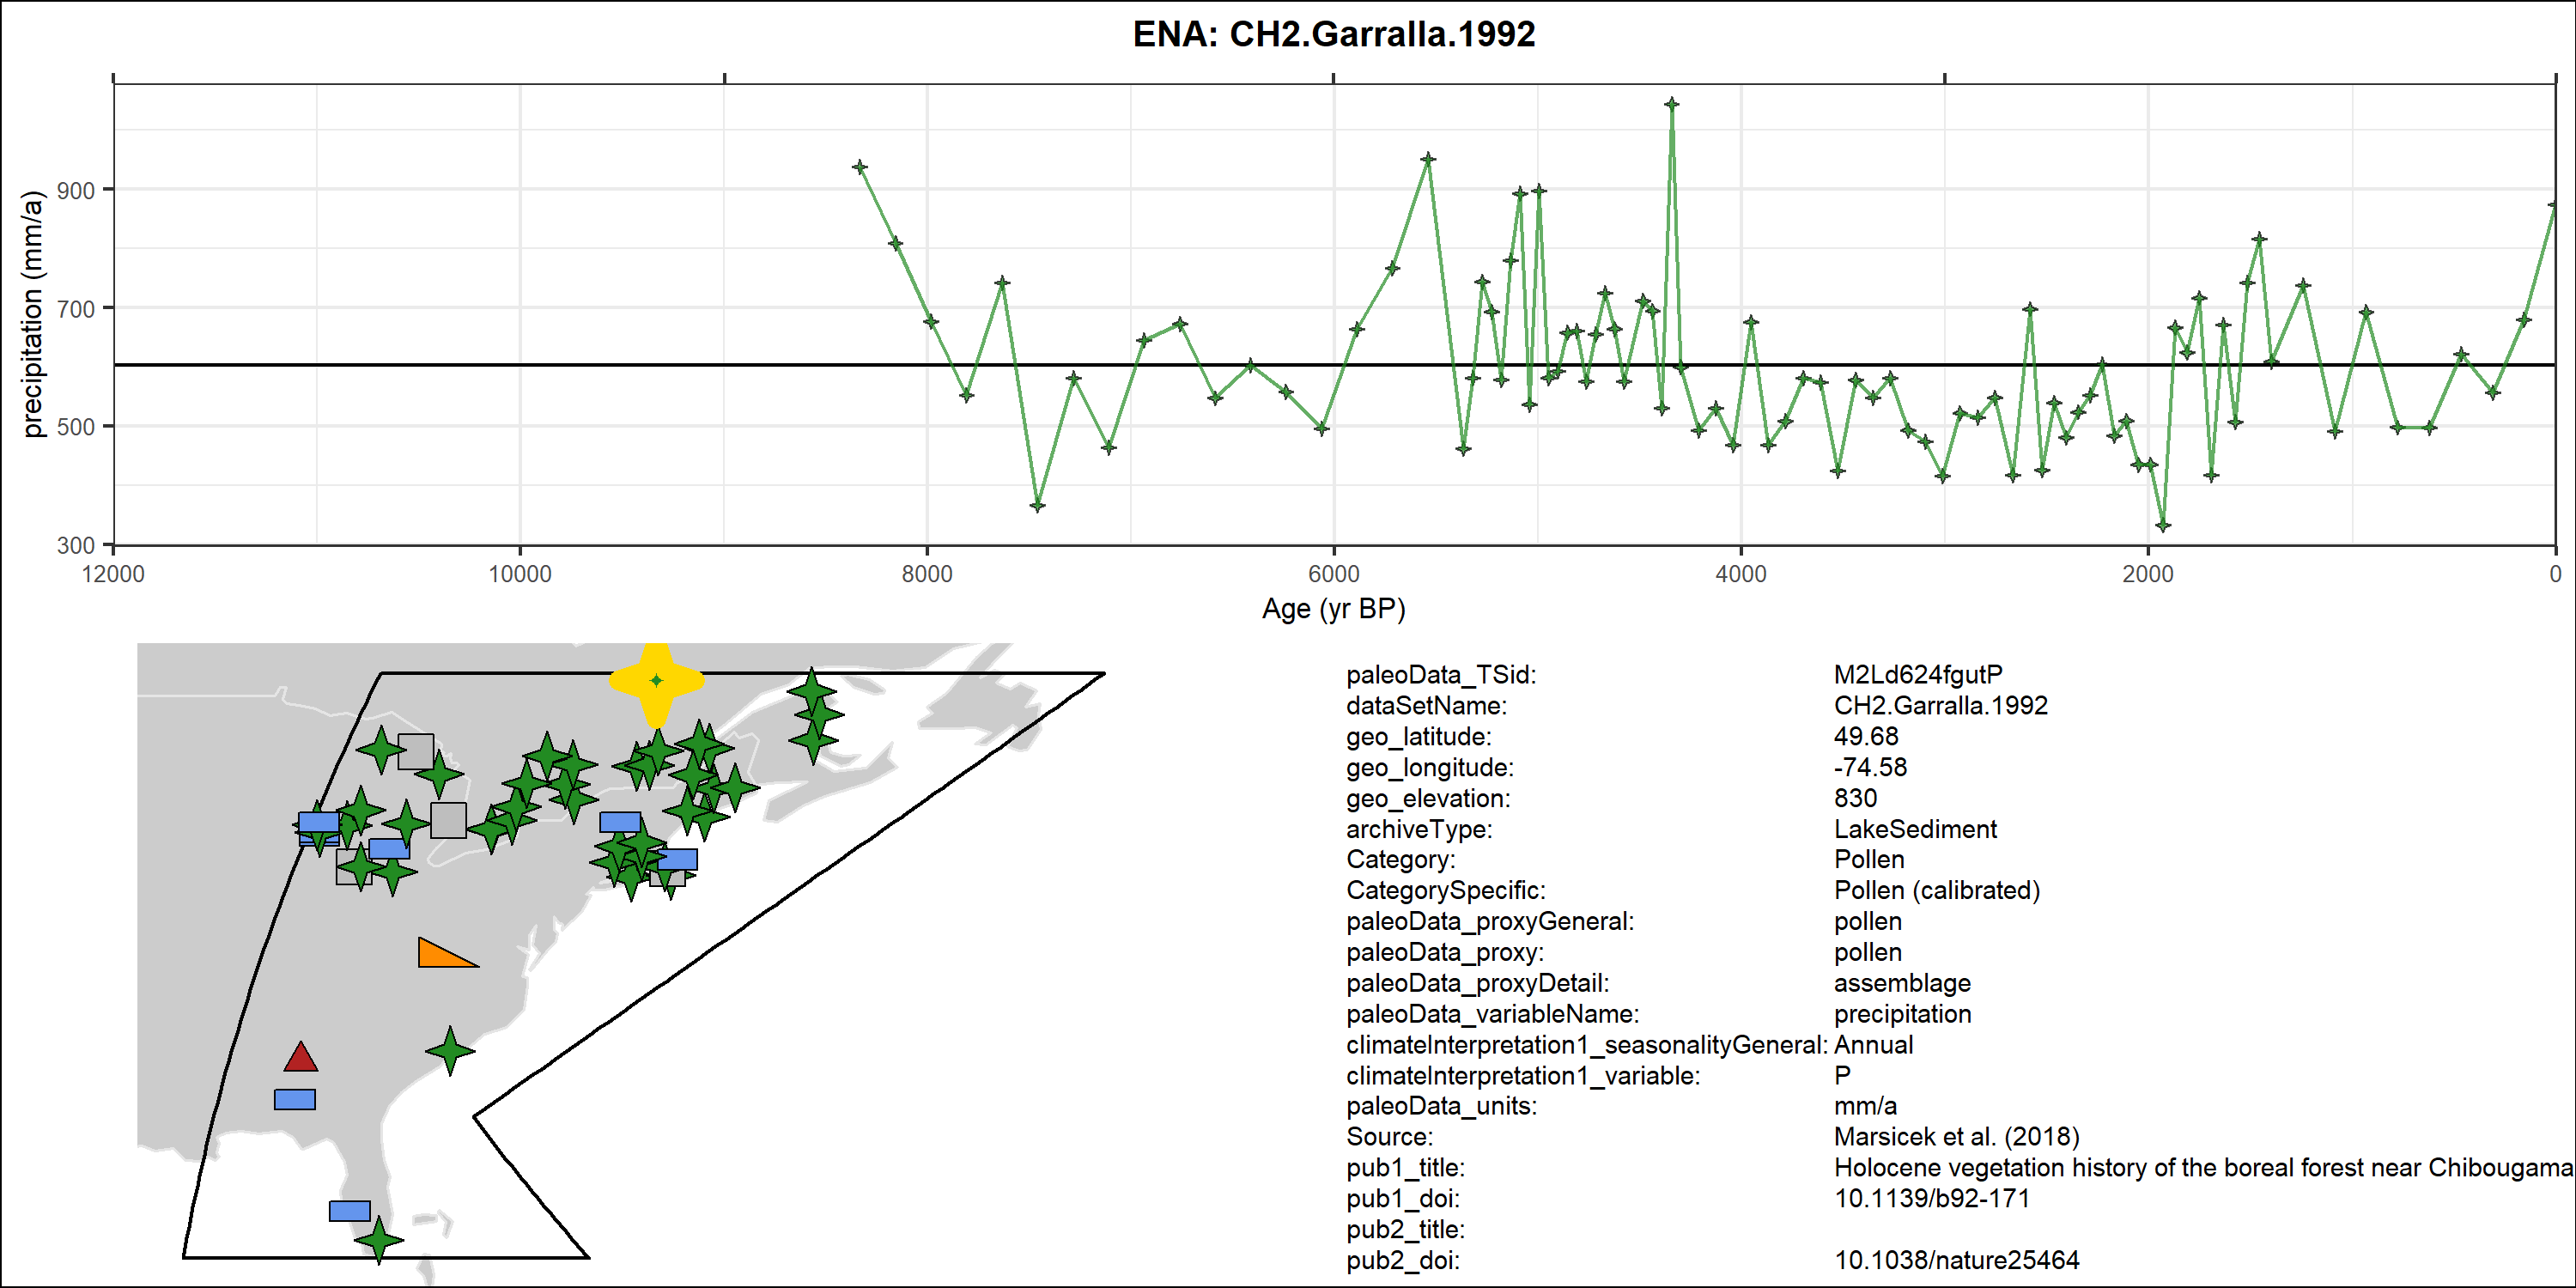 ENA: CH2.Garralla.1992
precipitation (mm/a)
900
700
500
300
12000 10000 8000 6000 4000 2000 0
Age (yr BP)
paleoData_TSid: M2Ld624fgutP
dataSetName: CH2.Garralla.1992
geo_latitude: 49.68
geo_longitude: -74.58
geo_elevation: 830
archiveType: LakeSediment
Category: Pollen
CategorySpecific: Pollen (calibrated)
paleoData_proxyGeneral: pollen
paleoData_proxy: pollen
paleoData_proxyDetail: assemblage
paleoData_variableName: precipitation
climateInterpretation1_seasonalityGeneral: Annual
climateInterpretation1_variable: P
paleoData_units: mm/a
Source: Marsicek et al. (2018)
pub1_title: Holocene vegetation history of the boreal forest near Chibougama
pub1_doi: 10.1139/b92-171
pub2_title:
pub2_doi: 10.1038/nature25464